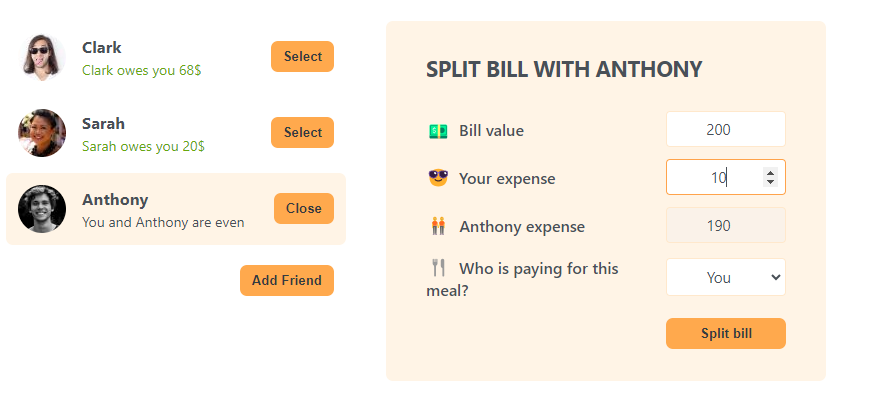 Clark
Clark owes you 68$
Select
Sarah
Sarah owes you 20$
Select
Anthony
You and Anthony are even
Close
Add Friend
SPLIT BILL WITH ANTHONY
Bill value
200
Your expense
10
Anthony expense
190
Who is paying for this
meal?
You
Split bill